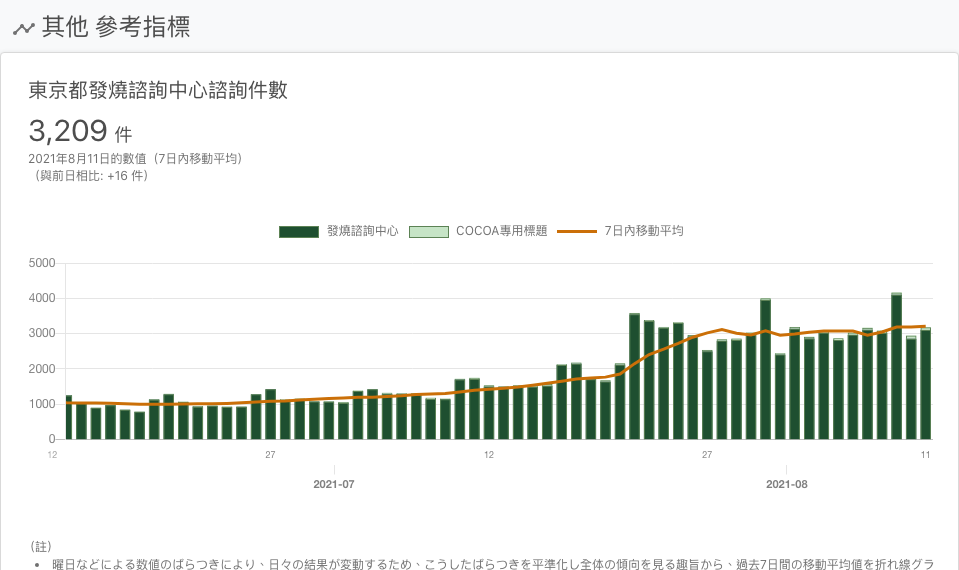 其他 參考指標
東京都發燒諮詢中心諮詢件數
3,209 件
2021年8月11日的數值（7日內移動平均）
（與前日相比: +16 件）
發燒諮詢中心 COCOA專用標題 7日內移動平均
5000
4000
3000
2000
1000
0
12 27 12 27 11
2021-07 2021-08
（註）
• 曜日などによる数値のばらつきにより、日々の結果が変動するため、こうしたばらつきを平準化し全体の傾向を見る趣旨から、過去7日間の移動平均値を折れ線グラ